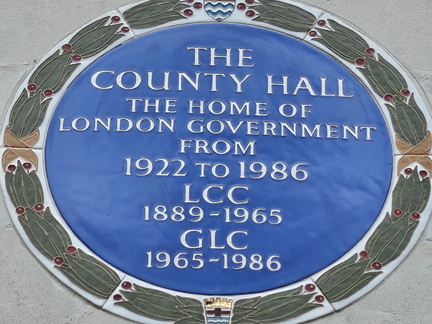 THE
COUNTY HALL
THE HOME OF
LONDON GOVERNMENT
FROM
1922 TO 1986
LCC
1889-1965
GLC
1965-1986